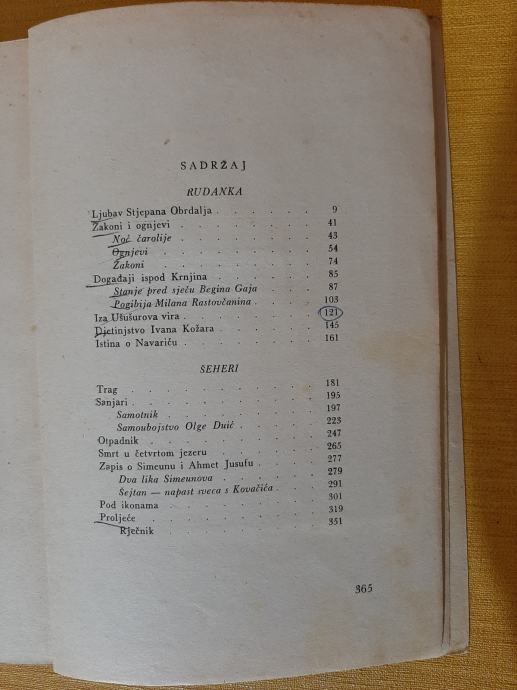 SADRŽAJ
RUDANKA
Ljubav Stjepana Obrdalja . . . . . . 9
Zakoni i ognjevi . . . . . . . 41
Noć čarolije . . . . . . . 43
Ognjevi . . . . . . . 54
Zakoni . . . . . . . 74
Događaji ispod Krnjina . . . . . . 85
Stanje pred sječu Begina Gaja . . . . 87
Pogibija Milana Rastovčanina . . . . 103
Iza Ušušurova vira . . . . . . . 121
Djetinjstvo Ivana Kožara . . . . . . 145
Istina o Navariću . . . . . . . 161
SEHERI
Trag . . . . . . . . . 181
Sanjari . . . . . . . . . 195
Samotnik . . . . . . . 197
Samoubojstvo Olge Duić . . . . . 223
Otpadnik . . . . . . . . 247
Smrt u četvrtom jezeru . . . . . . 265
Zapis o Simeunu i Ahmet Jusufu . . . . 277
Dva lika Simeunova . . . . . . 279
Šejtan — napast sveca s Kovačića . . . 291
Pod ikonama . . . . . . . . 301
Proljeće . . . . . . . . 319
Rječnik . . . . . . . . 351
365